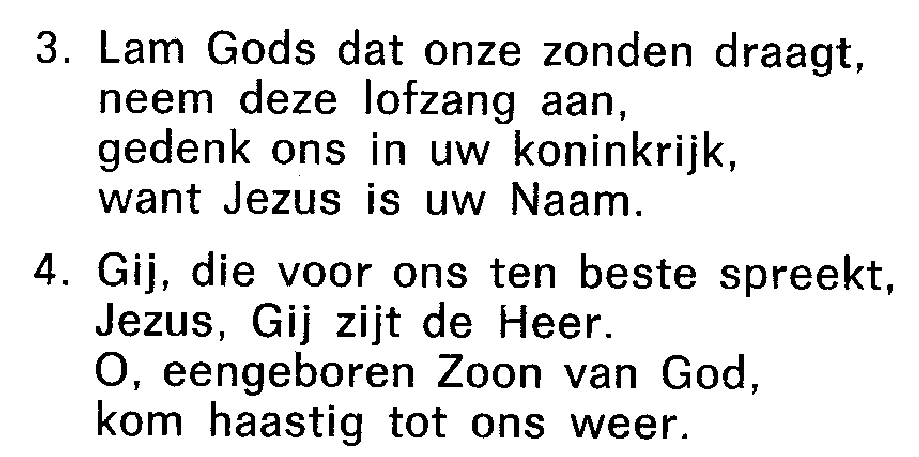 3. Lam Gods dat onze zonden draagt,
neem deze lofzang aan,
gedenk ons in uw koninkrijk,
want Jezus is uw Naam.
4. Gij, die voor ons ten beste spreekt,
Jezus, Gij zijt de Heer.
O, eengeboren Zoon van God,
kom haastig tot ons weer.